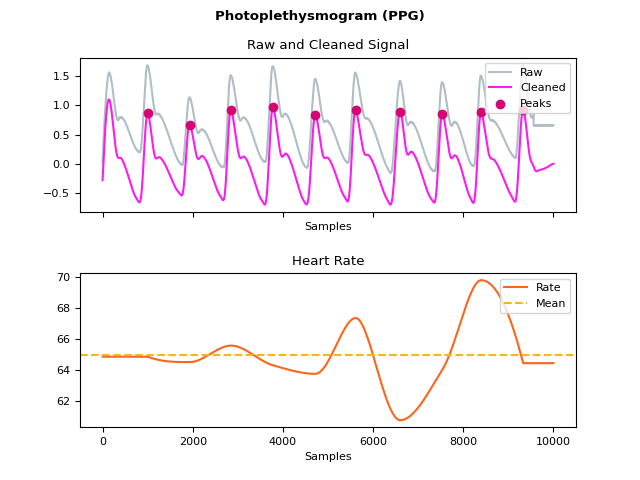 Photoplethysmogram (PPG)
Raw and Cleaned Signal
1.5
1.0
0.5
0.0
−0.5
Raw
Cleaned
Peaks
Samples
Heart Rate
70
68
66
64
62
Rate
Mean
0
2000
4000
6000
8000
10000
Samples